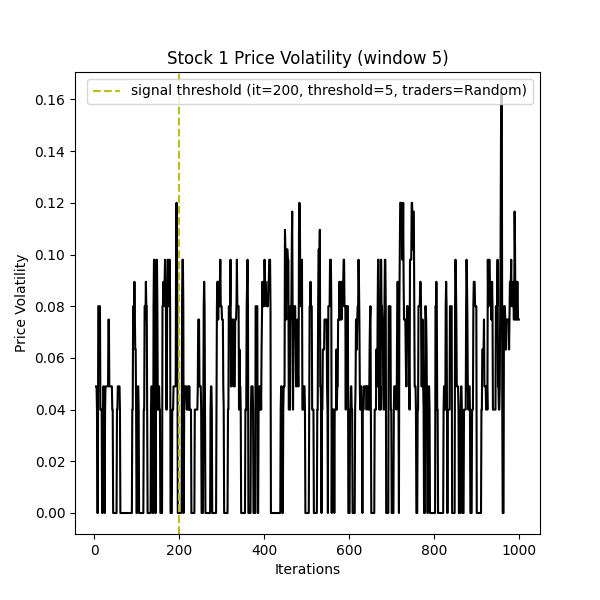 Stock 1 Price Volatility (window 5)
signal threshold (it=200, threshold=5, traders=Random)
0.16
0.14
0.12
0.10
0.08
0.06
0.04
0.02
0.00
Price Volatility
0 200 400 600 800 1000
Iterations